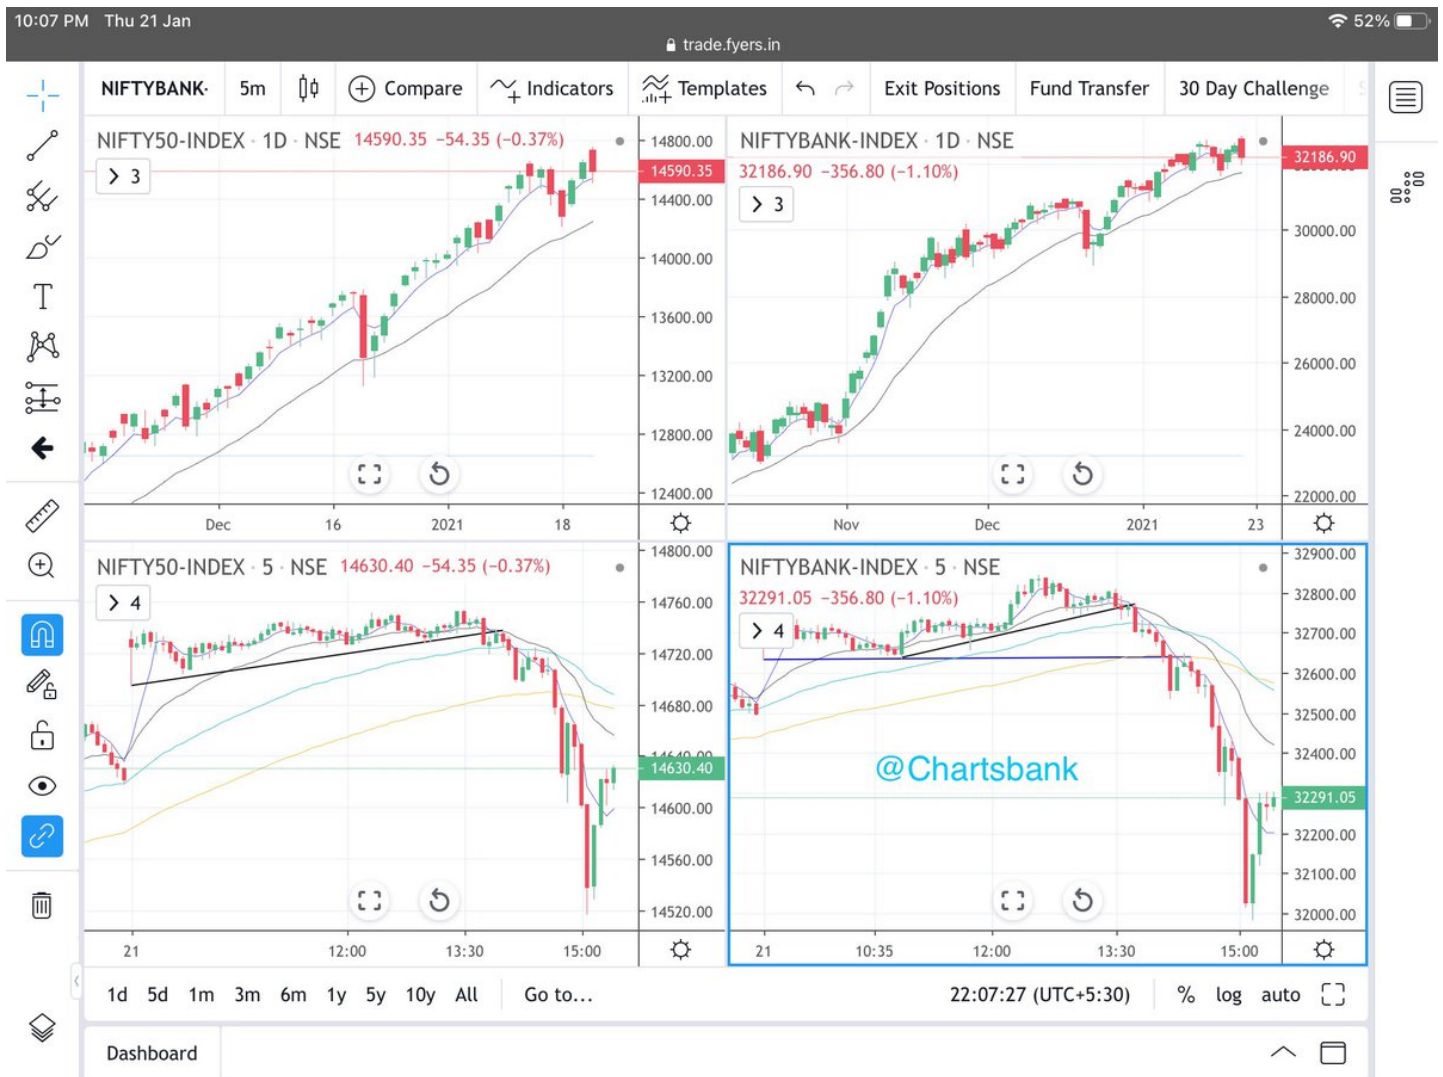 10:07 PM Thu 21 Jan
52%
trade.fyers.in
NIFTYBANK- 5m Compare Indicators Templates Exit Positions Fund Transfer 30 Day Challenge
NIFTY50-INDEX · 1D · NSE 14590.35 −54.35 (−0.37%)
3
14800.00
14590.35
14400.00
14000.00
13600.00
13200.00
12800.00
12400.00
Dec 16 2021 18
NIFTYBANK-INDEX · 1D · NSE
32186.90 −356.80 (−1.10%)
3
32186.90
30000.00
28000.00
26000.00
24000.00
22000.00
Nov Dec 2021 23
NIFTY50-INDEX · 5 · NSE 14630.40 −54.35 (−0.37%)
4
14800.00
14760.00
14720.00
14680.00
14640.00
14630.40
14600.00
14560.00
14520.00
21 12:00 13:30 15:00
NIFTYBANK-INDEX · 5 · NSE
32291.05 −356.80 (−1.10%)
4
@Chartsbank
32900.00
32800.00
32700.00
32600.00
32500.00
32400.00
32291.05
32200.00
32100.00
32000.00
21 10:35 12:00 13:30 15:00
1d 5d 1m 3m 6m 1y 5y 10y All Go to...
22:07:27 (UTC+5:30) % log auto
Dashboard